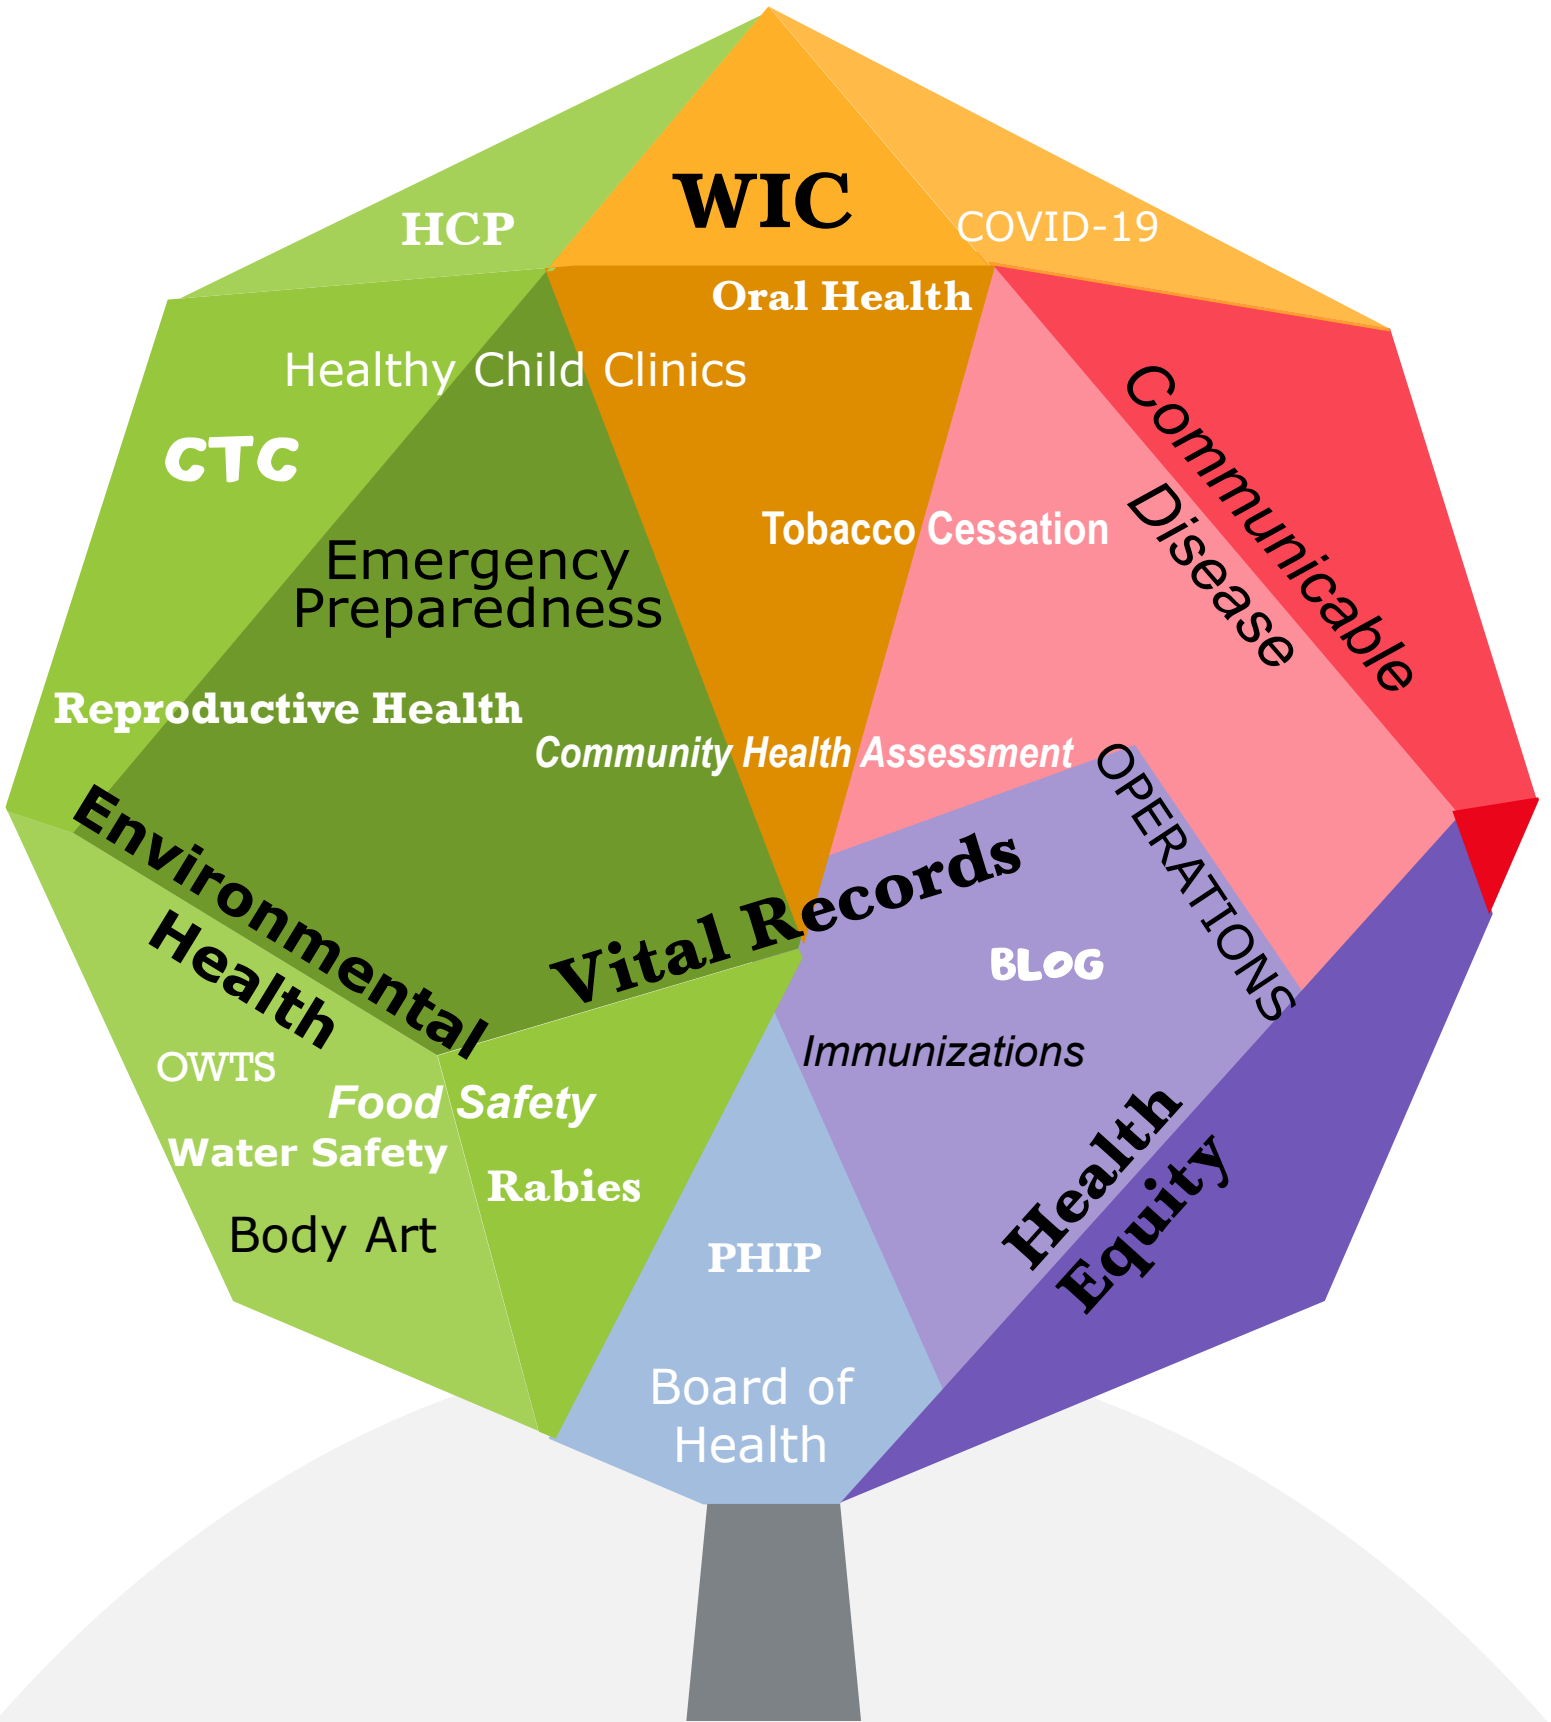 WIC
HCP
COVID-19
Oral Health
Healthy Child Clinics
CTC
Communicable
Disease
Tobacco Cessation
Emergency
Preparedness
Reproductive Health
Community Health Assessment
OPERATIONS
Environmental
Health
Vital Records
BLOG
Immunizations
OWTS
Food Safety
Water Safety
Rabies
Body Art
Health
Equity
PHIP
Board of
Health